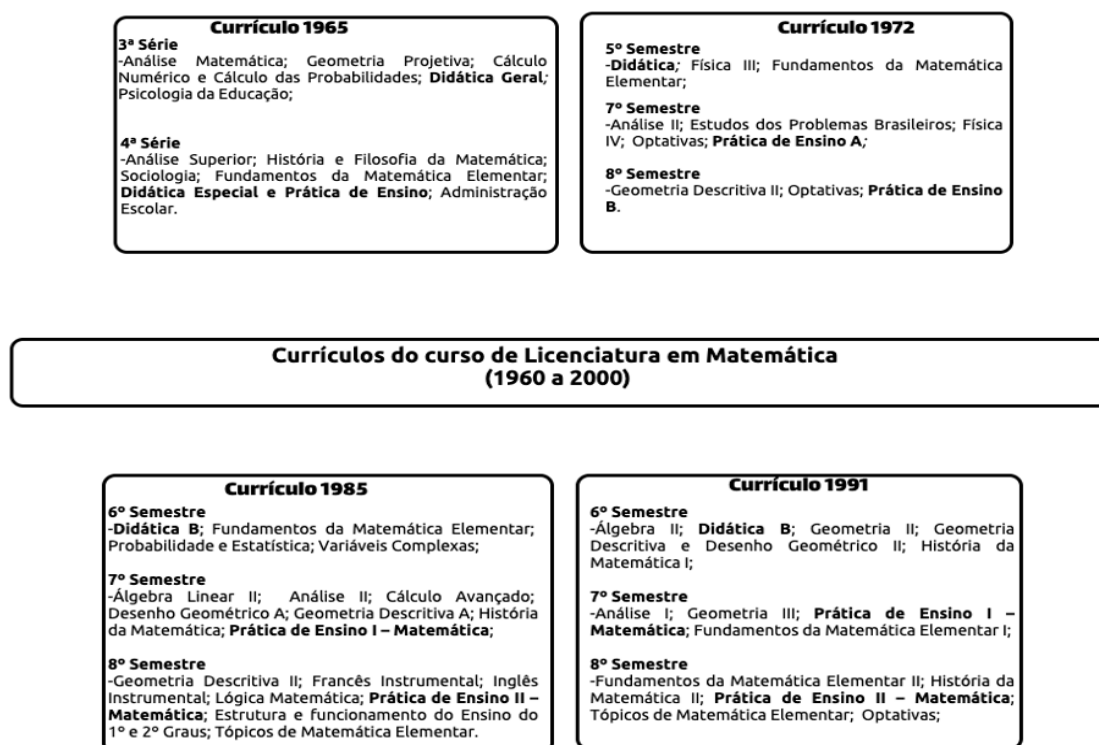 Currículo 1965
3ª Série
-Análise Matemática; Geometria Projetiva; Cálculo
Numérico e Cálculo das Probabilidades; Didática Geral;
Psicologia da Educação;
4ª Série
-Análise Superior; História e Filosofia da Matemática;
Sociologia; Fundamentos da Matemática Elementar;
Didática Especial e Prática de Ensino; Administração
Escolar.
Currículo 1972
5º Semestre
-Didática; Física III; Fundamentos da Matemática
Elementar;
7º Semestre
-Análise II; Estudos dos Problemas Brasileiros; Física
IV; Optativas; Prática de Ensino A;
8º Semestre
-Geometria Descritiva II; Optativas; Prática de Ensino
B.
Currículos do curso de Licenciatura em Matemática
(1960 a 2000)
Currículo 1985
6º Semestre
-Didática B; Fundamentos da Matemática Elementar;
Probabilidade e Estatística; Variáveis Complexas;
7º Semestre
-Álgebra Linear II; Análise II; Cálculo Avançado;
Desenho Geométrico A; Geometria Descritiva A; História
da Matemática; Prática de Ensino I – Matemática;
8º Semestre
-Geometria Descritiva II; Francês Instrumental; Inglês
Instrumental; Lógica Matemática; Prática de Ensino II –
Matemática; Estrutura e funcionamento do Ensino do
1º e 2º Graus; Tópicos de Matemática Elementar.
Currículo 1991
6º Semestre
-Álgebra II; Didática B; Geometria II; Geometria
Descritiva e Desenho Geométrico II; História da
Matemática I;
7º Semestre
-Análise I; Geometria III; Prática de Ensino I –
Matemática; Fundamentos da Matemática Elementar I;
8º Semestre
-Fundamentos da Matemática Elementar II; História da
Matemática II; Prática de Ensino II – Matemática;
Tópicos de Matemática Elementar; Optativas;